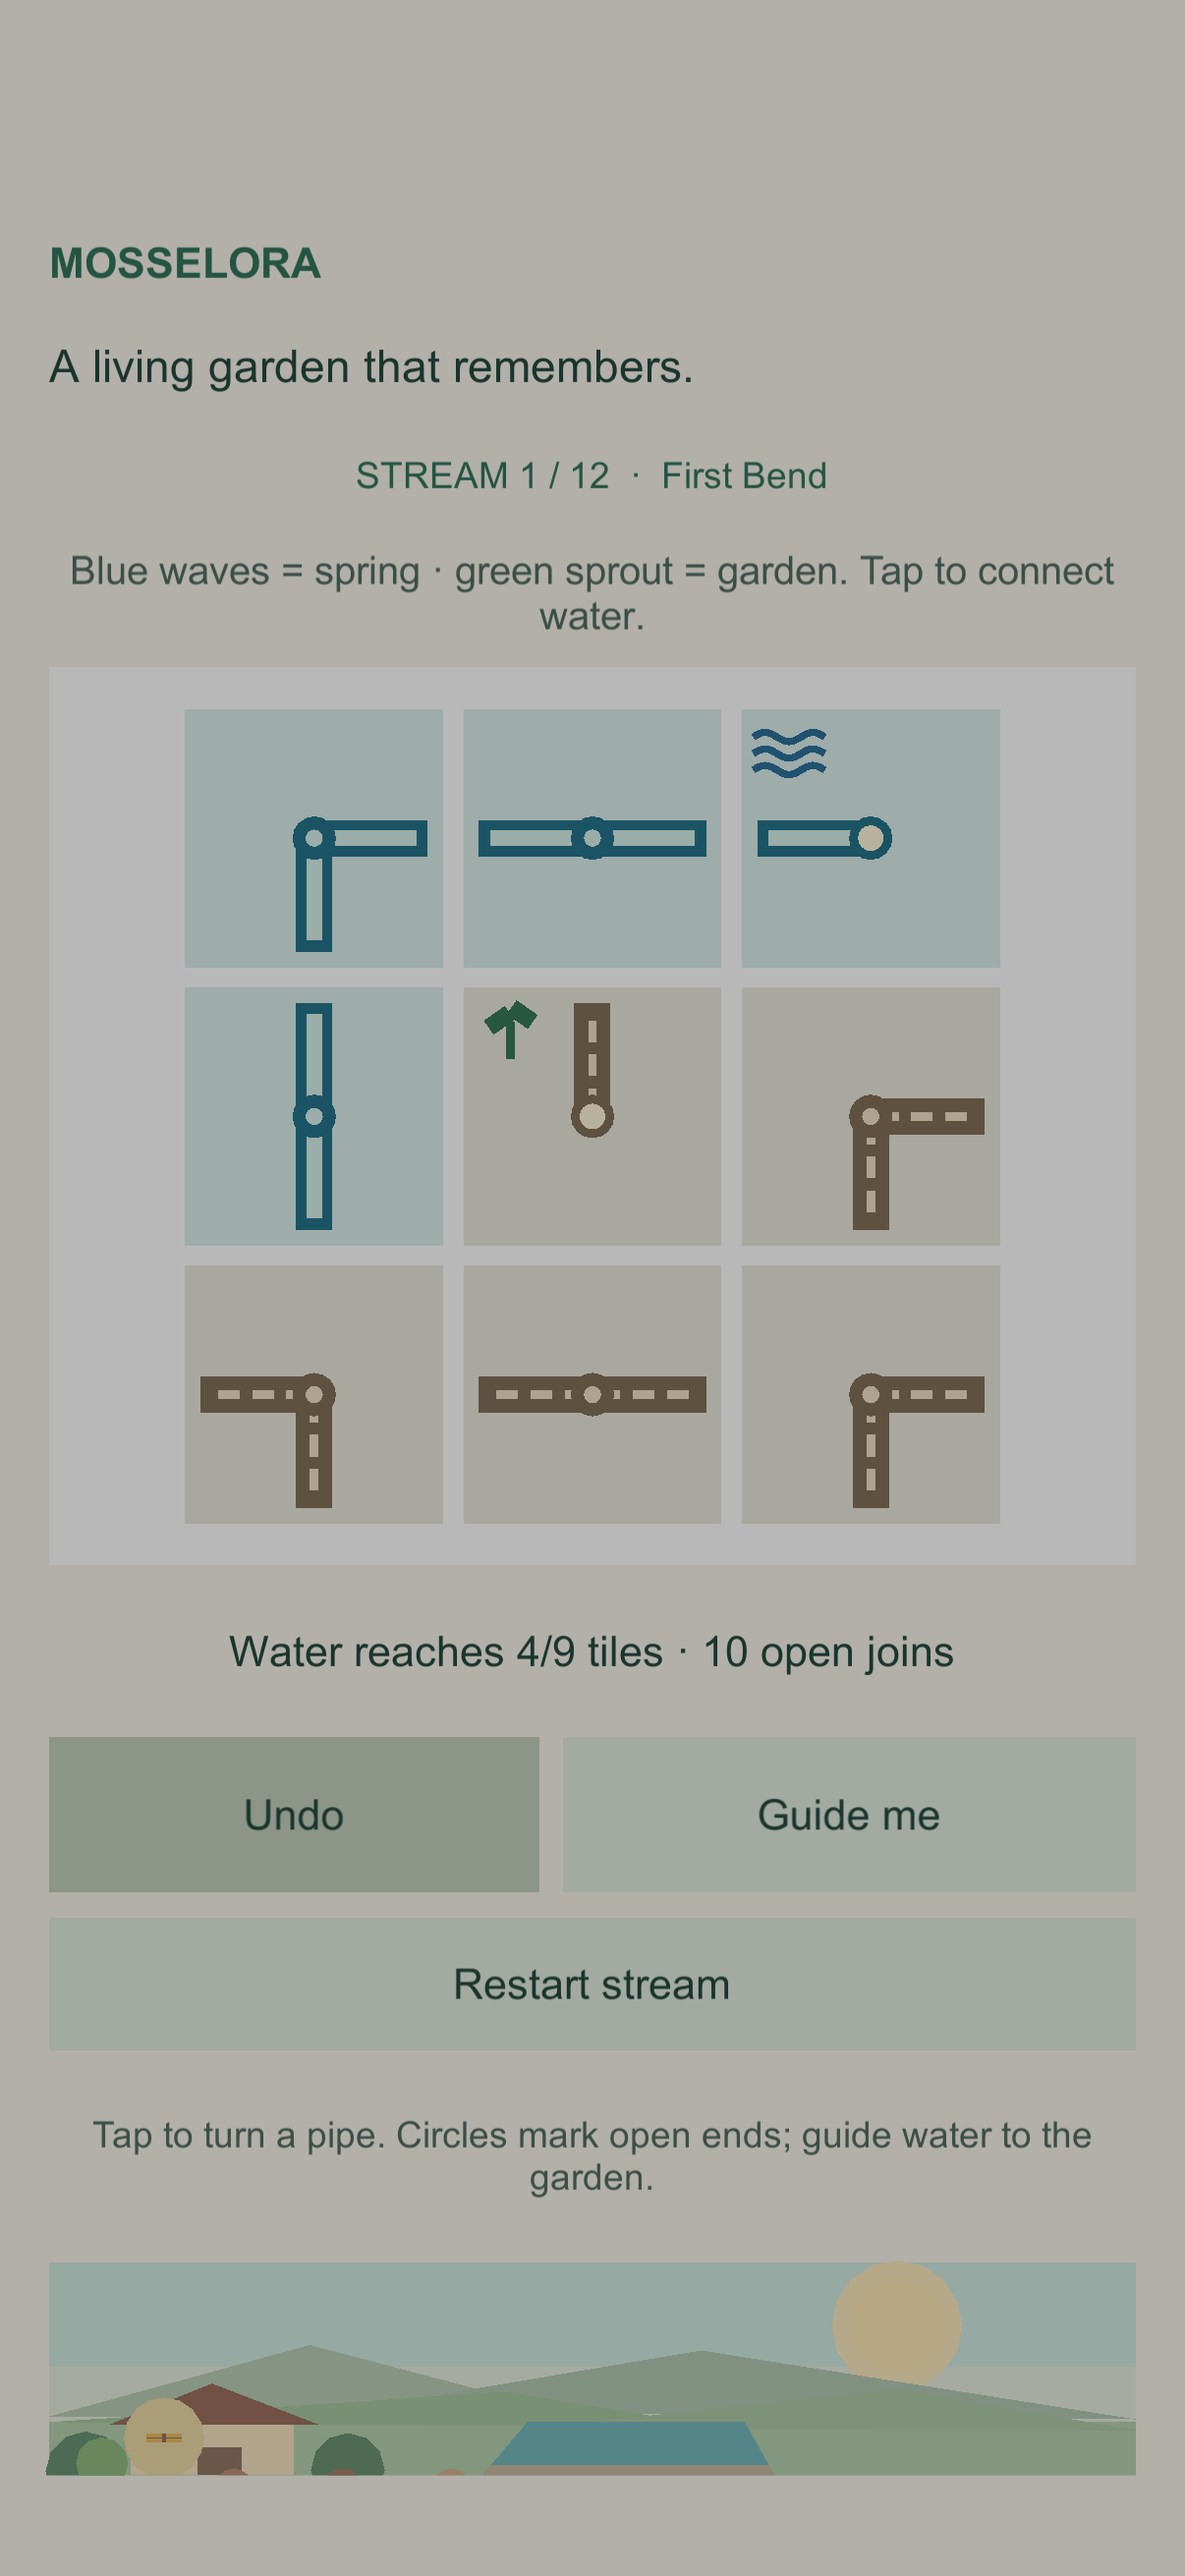 MOSSELORA
A living garden that remembers.
STREAM 1 / 12 · First Bend
Blue waves = spring · green sprout = garden. Tap to connect
water.
Water reaches 4/9 tiles · 10 open joins
Undo
Guide me
Restart stream
Tap to turn a pipe. Circles mark open ends; guide water to the
garden.